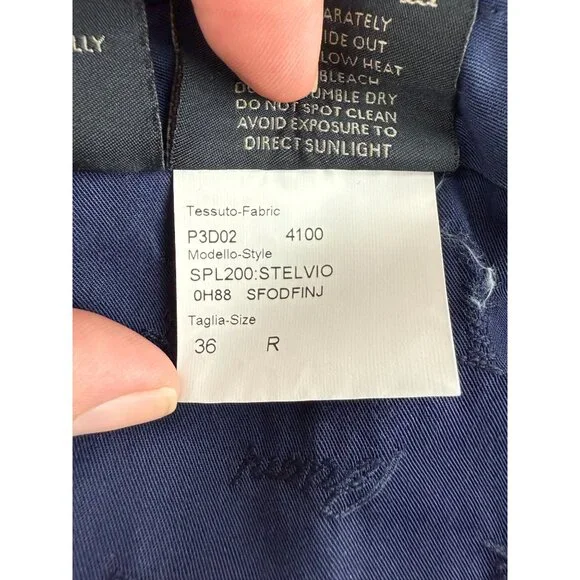 LLY
ARATELY
IDE OUT
LOW HEAT
BLEACH
UMBLE DRY
DO NOT SPOT CLEAN
AVOID EXPOSURE TO
DIRECT SUNLIGHT
Tessuto-Fabric
P3D02 4100
Modello-Style
SPL200:STELVIO
0H88 SFODFINJ
Taglia-Size
36 R